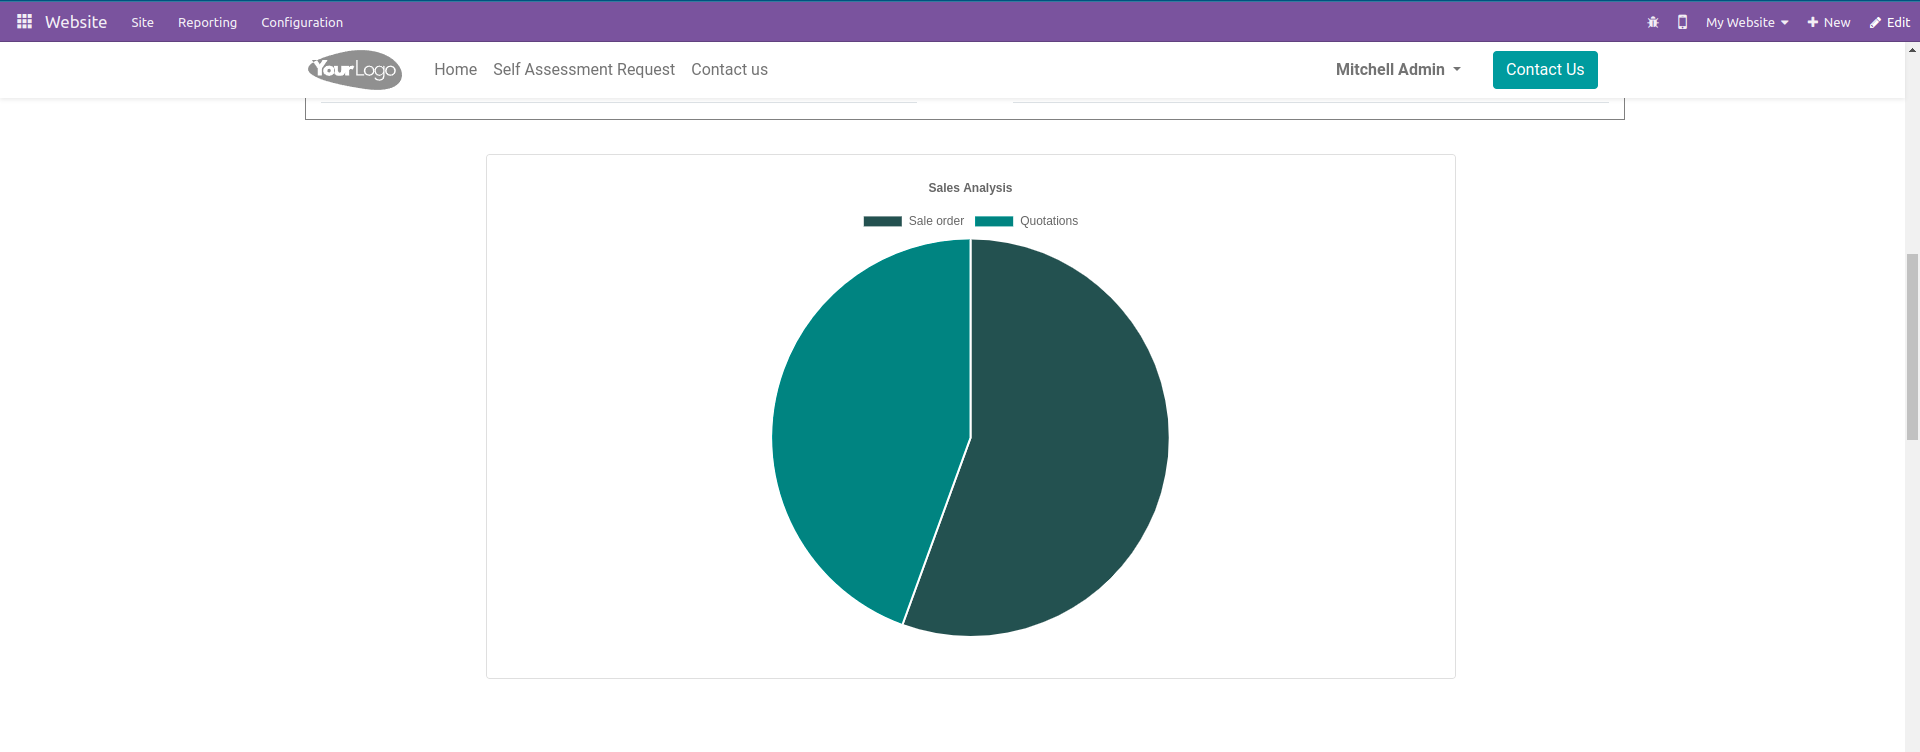 Website Site Reporting Configuration My Website New Edit
YourLogo Home Self Assessment Request Contact us Mitchell Admin Contact Us
Sales Analysis
Sale order Quotations